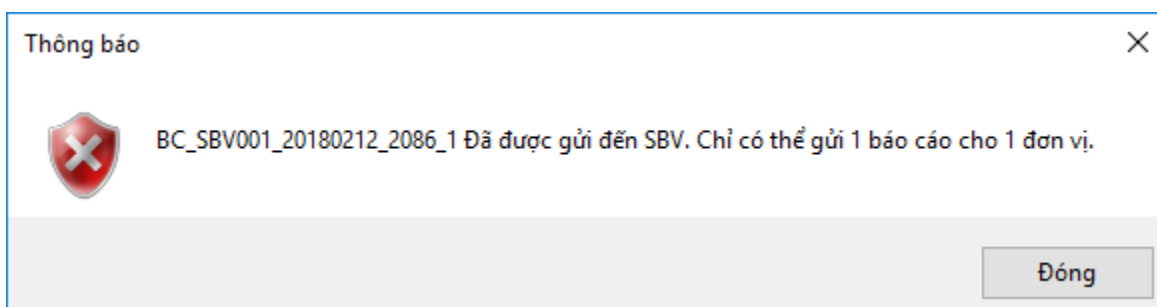 Thông báo
BC_SBV001_20180212_2086_1 Đã được gửi đến SBV. Chỉ có thể gửi 1 báo cáo cho 1 đơn vị.
Đóng